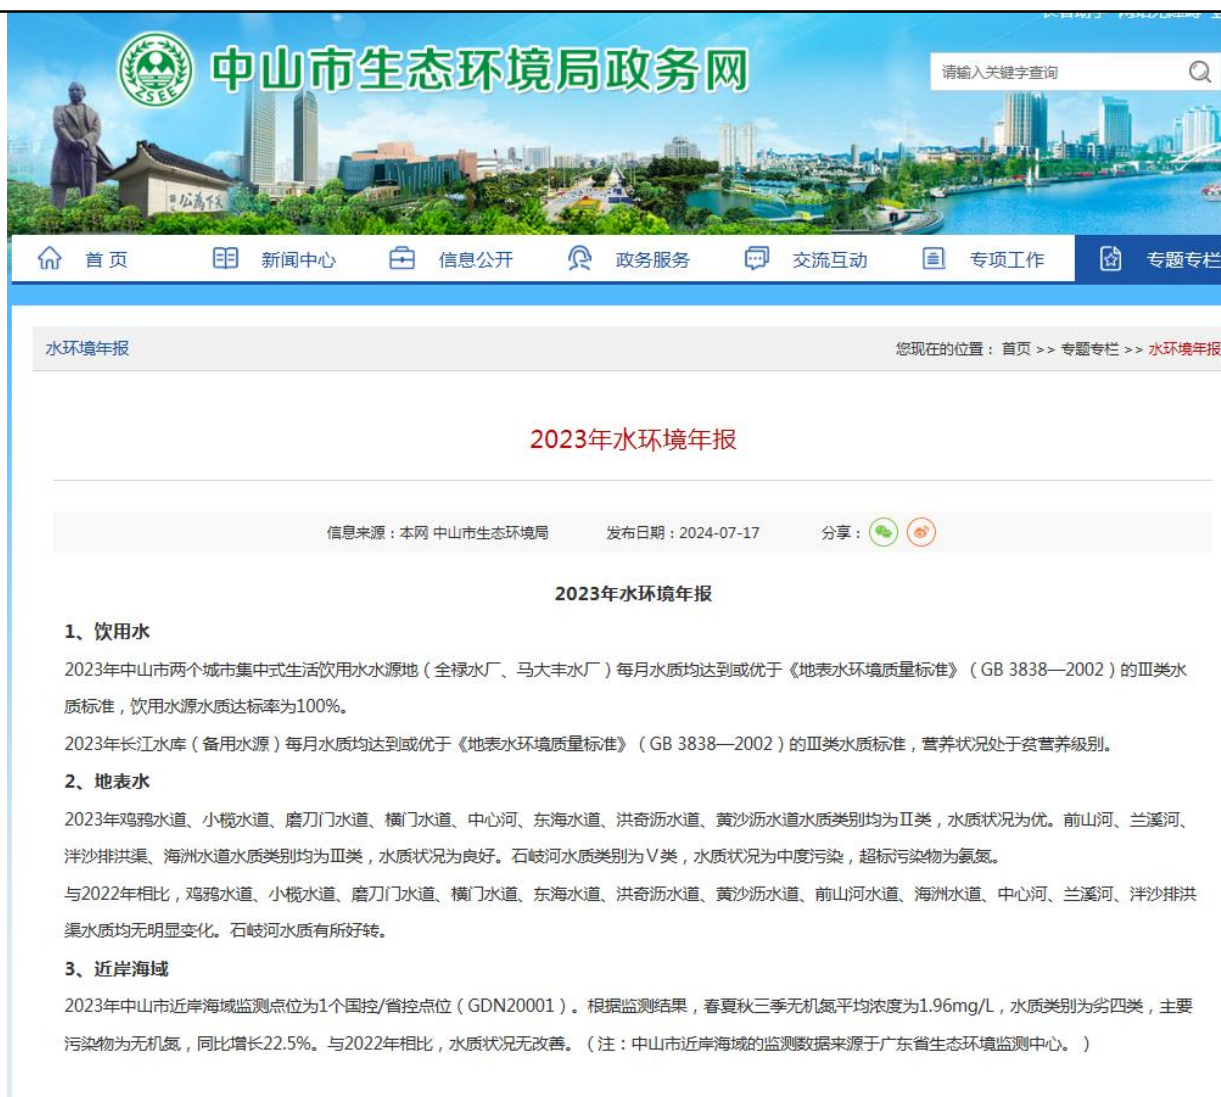 中山市生态环境局政务网
ZSEE
请输入关键字查询
天下为公
首 页
新闻中心
信息公开
政务服务
交流互动
专项工作
专题专栏
水环境年报
您现在的位置： 首页 >> 专题专栏 >> 水环境年报
2023年水环境年报
信息来源：本网 中山市生态环境局
发布日期：2024-07-17
分享：
2023年水环境年报
1、饮用水
2023年中山市两个城市集中式生活饮用水水源地（全禄水厂、马大丰水厂）每月水质均达到或优于《地表水环境质量标准》（GB 3838—2002）的Ⅲ类水
质标准，饮用水源水质达标率为100%。
2023年长江水库（备用水源）每月水质均达到或优于《地表水环境质量标准》（GB 3838—2002）的Ⅲ类水质标准，营养状况处于贫营养级别。
2、地表水
2023年鸡鸦水道、小榄水道、磨刀门水道、横门水道、中心河、东海水道、洪奇沥水道、黄沙沥水道水质类别均为Ⅱ类，水质状况为优。前山河、兰溪河、
泮沙排洪渠、海洲水道水质类别均为Ⅲ类，水质状况为良好。石岐河水质类别为Ⅴ类，水质状况为中度污染，超标污染物为氨氮。
与2022年相比，鸡鸦水道、小榄水道、磨刀门水道、横门水道、东海水道、洪奇沥水道、黄沙沥水道、前山河水道、海洲水道、中心河、兰溪河、泮沙排洪
渠水质均无明显变化。石岐河水质有所好转。
3、近岸海域
2023年中山市近岸海域监测点位为1个国控/省控点位（GDN20001）。根据监测结果，春夏秋三季无机氮平均浓度为1.96mg/L，水质类别为劣四类，主要
污染物为无机氮，同比增长22.5%。与2022年相比，水质状况无改善。（注：中山市近岸海域的监测数据来源于广东省生态环境监测中心。）